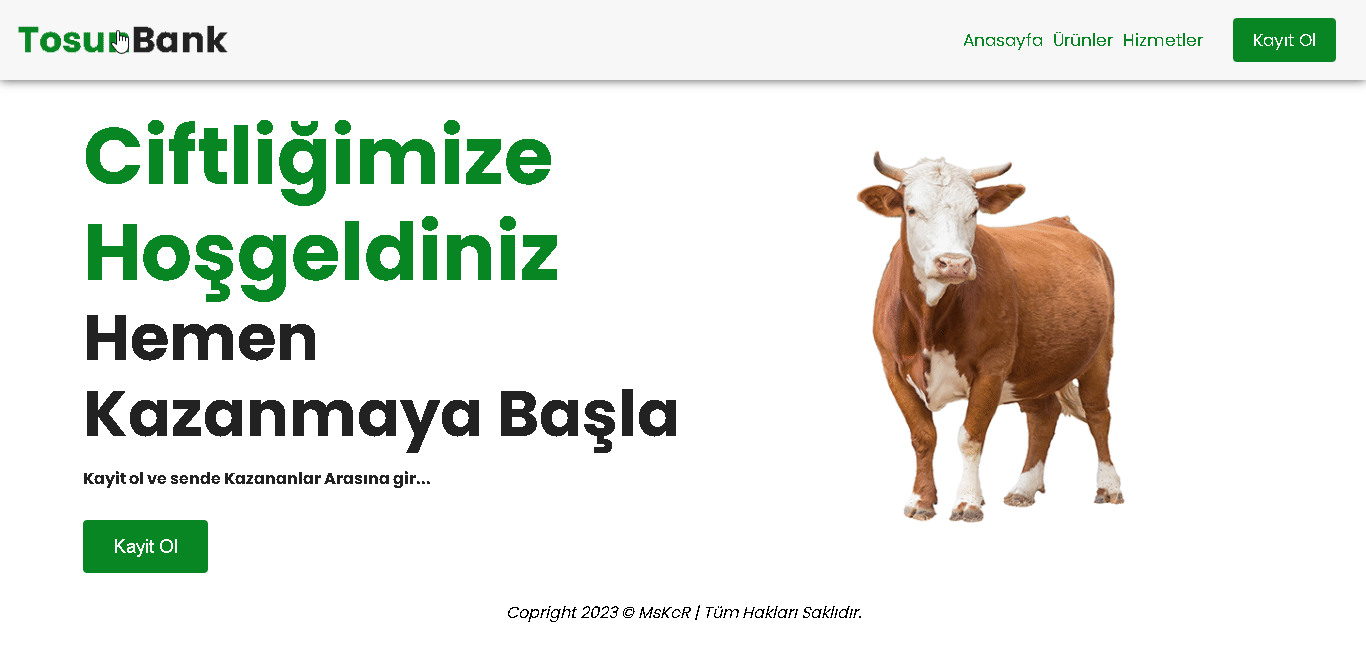 TosunBank
Anasayfa Ürünler Hizmetler Kayıt Ol
Ciftliğimize
Hoşgeldiniz
Hemen
Kazanmaya Başla
Kayit ol ve sende Kazananlar Arasına gir...
Kayit Ol
Copright 2023 © MsKcR | Tüm Hakları Saklıdır.